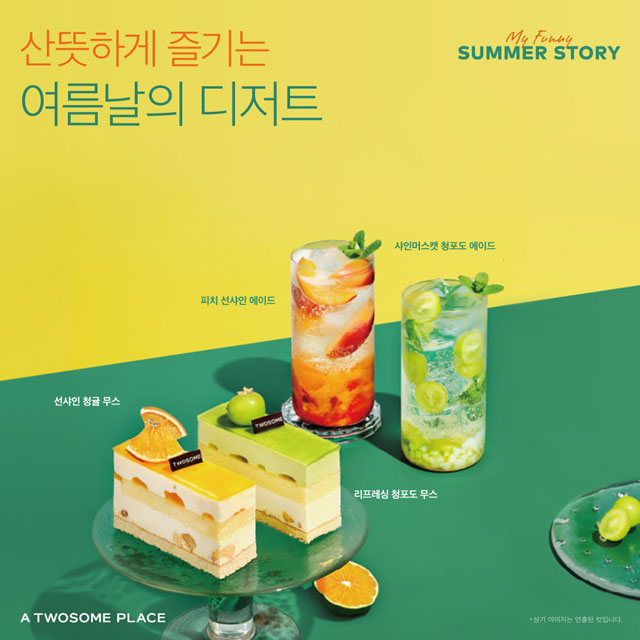 산뜻하게 즐기는
여름날의 디저트
My Funny
SUMMER STORY
샤인머스캣 청포도 에이드
피치 선샤인 에이드
선샤인 청귤 무스
TWOSOME
TWOSOME
리프레싱 청포도 무스
A TWOSOME PLACE
*상기 이미지는 연출된 컷입니다.